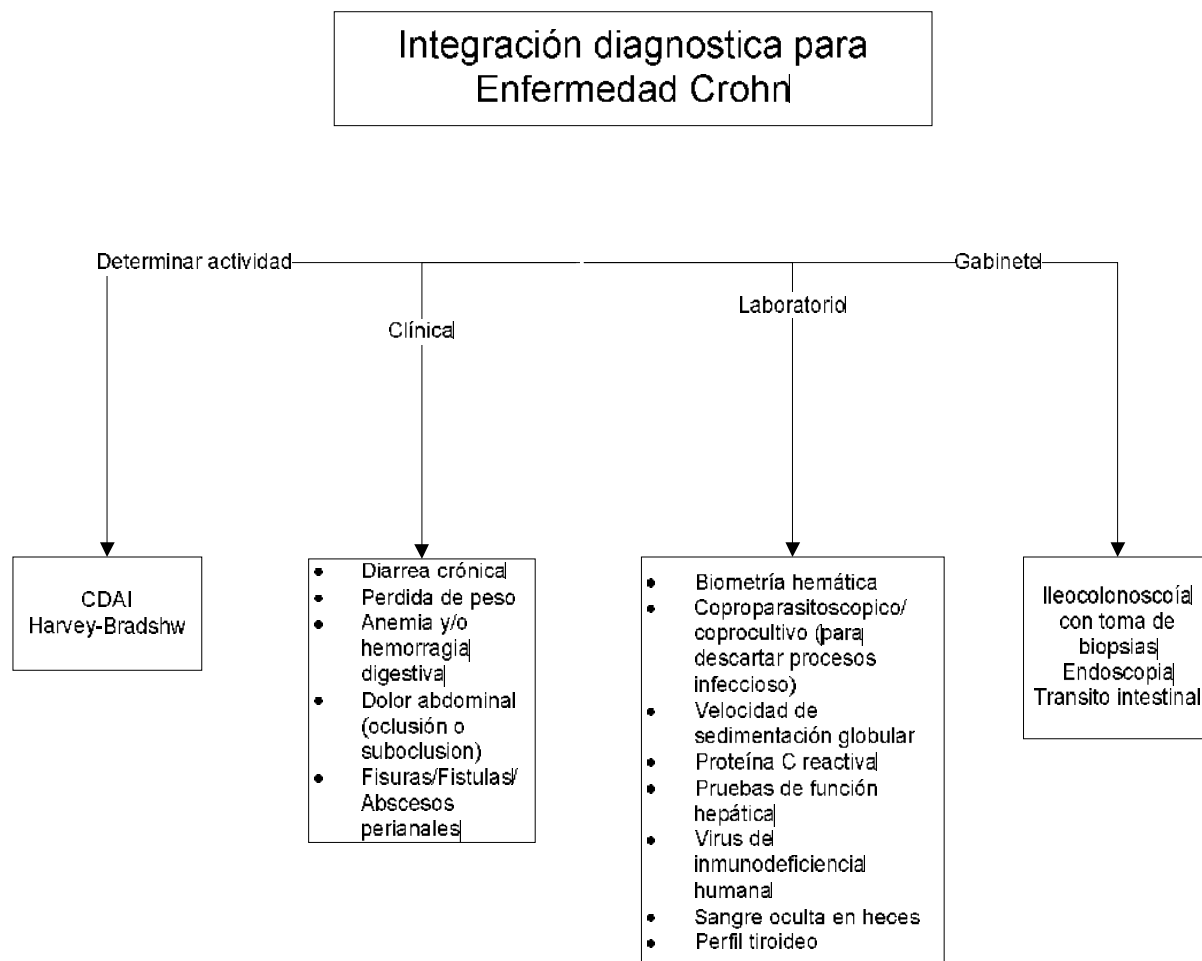 Integración diagnostica para
Enfermedad Crohn
Determinar actividad
Clínica
Laboratorio
Gabinete
CDAI
Harvey-Bradshw
• Diarrea crónica
• Perdida de peso
• Anemia y/o
hemorragia
digestiva
• Dolor abdominal
(oclusión o
suboclusion)
• Fisuras/Fistulas/
Abscesos
perianales
• Biometría hemática
• Coproparasitoscopico/
coprocultivo (para
descartar procesos
infeccioso)
• Velocidad de
sedimentación globular
• Proteína C reactiva
• Pruebas de función
hepática
• Virus de
inmunodeficiencia
humana
• Sangre oculta en heces
• Perfil tiroideo
Ileocolonoscoía
con toma de
biopsias
Endoscopia
Transito intestinal